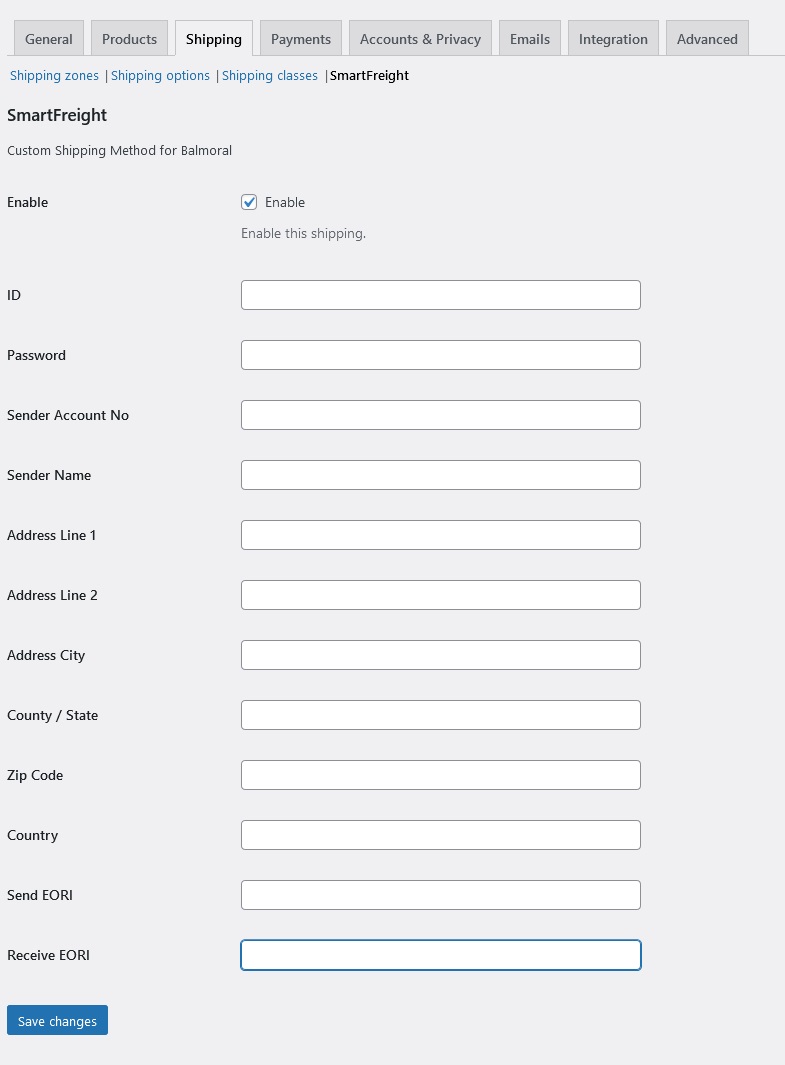 General Products Shipping Payments Accounts & Privacy Emails Integration Advanced
Shipping zones | Shipping options | Shipping classes | SmartFreight
SmartFreight
Custom Shipping Method for Balmoral
Enable Enable
Enable this shipping.
ID
Password
Sender Account No
Sender Name
Address Line 1
Address Line 2
Address City
County / State
Zip Code
Country
Send EORI
Receive EORI
Save changes